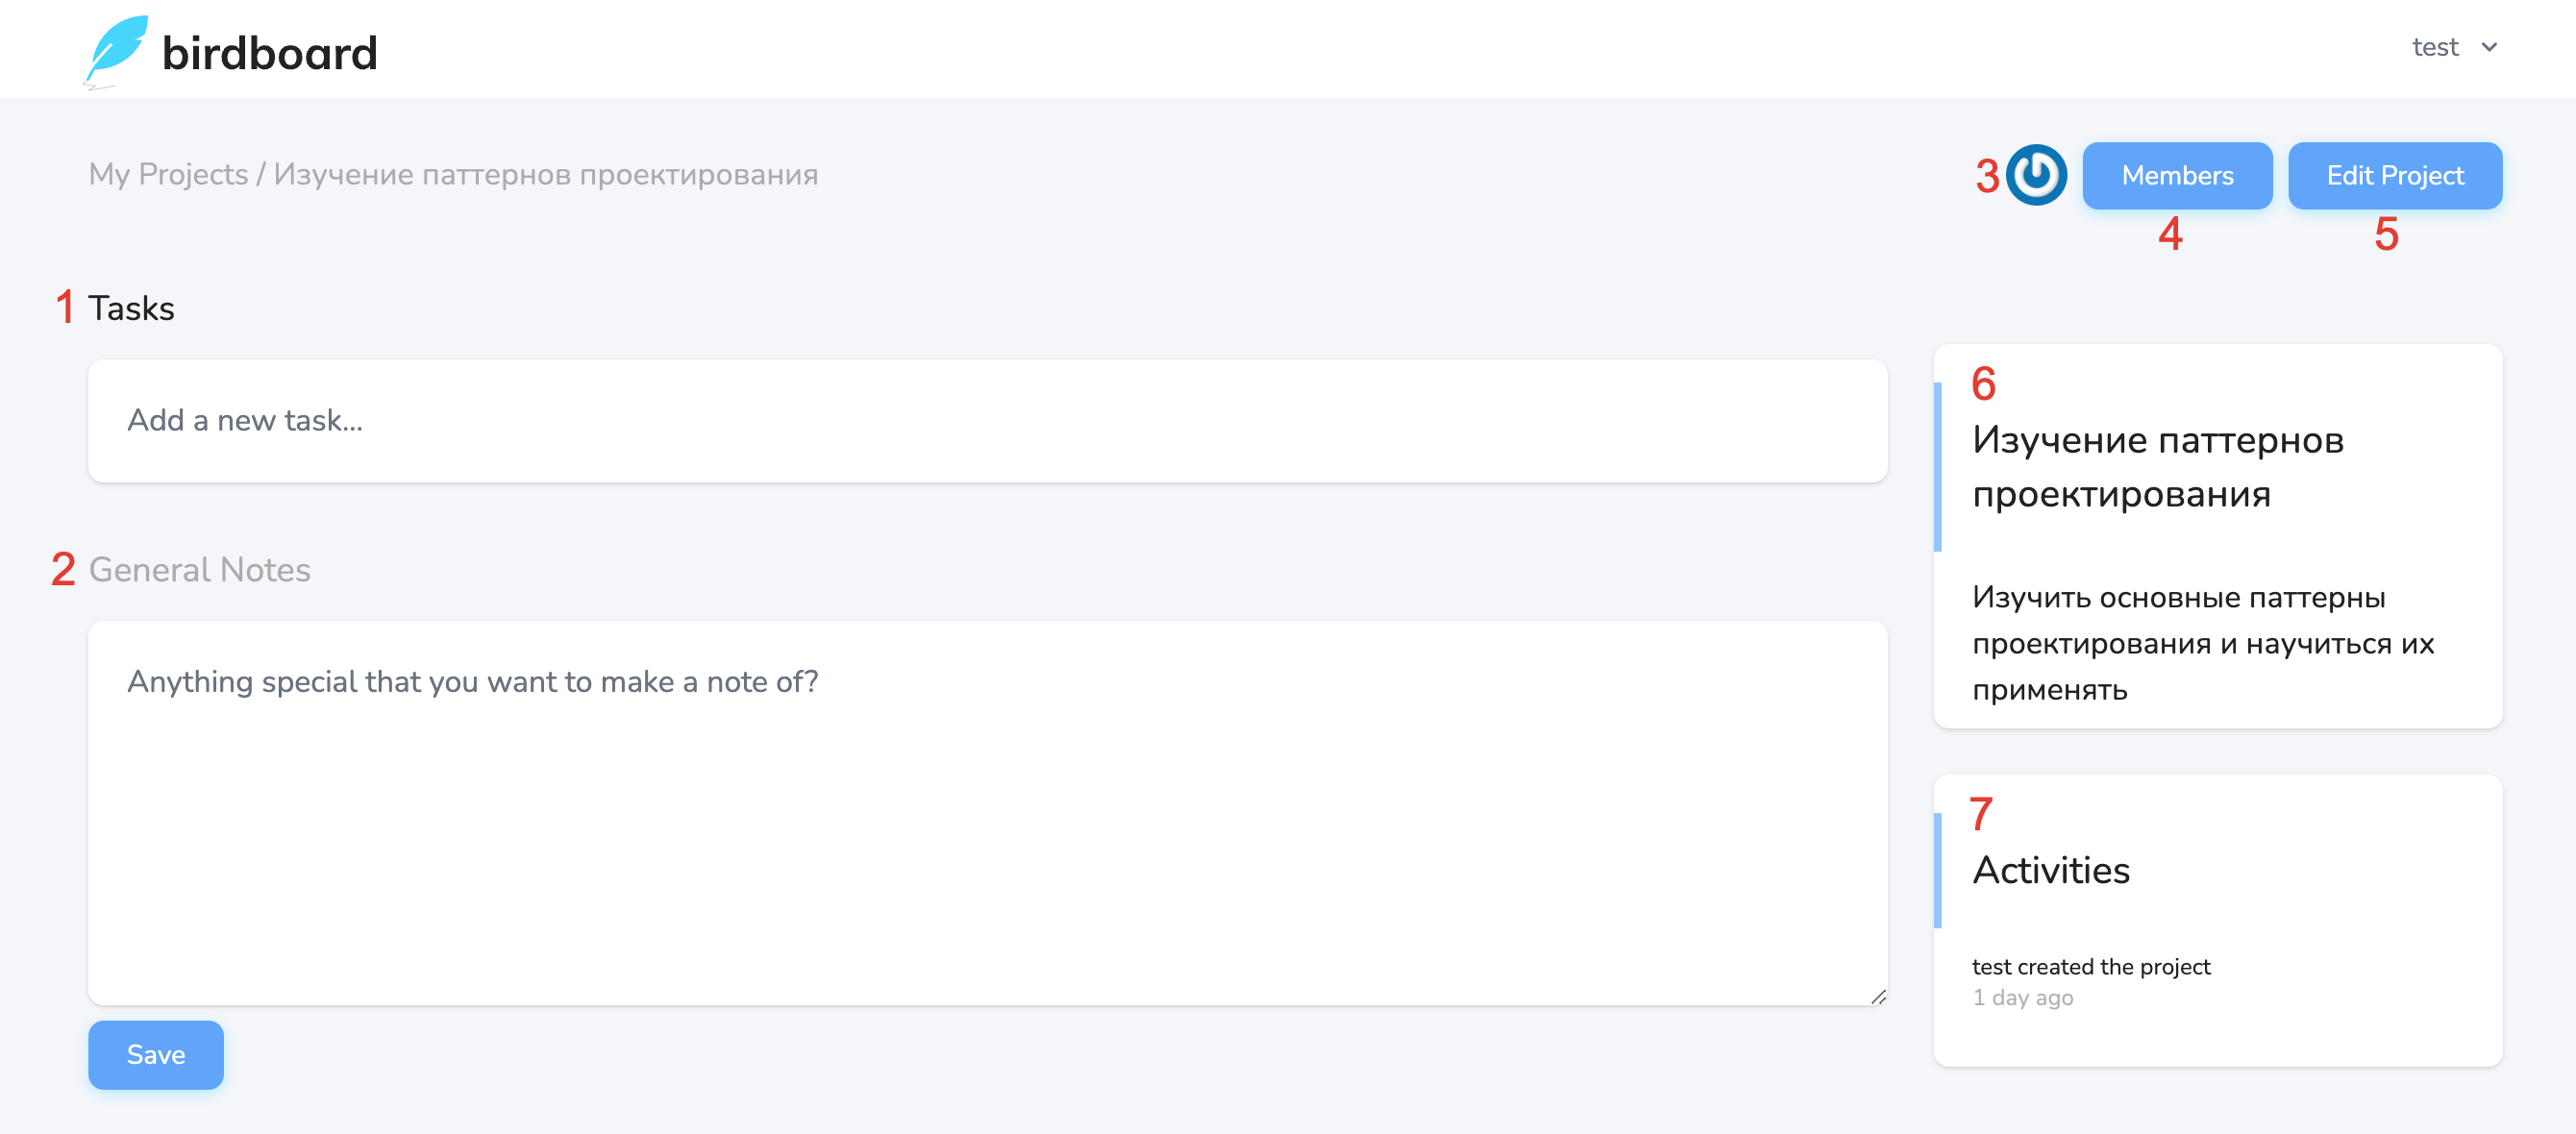 birdboard
test
My Projects / Изучение паттернов проектирования
3
Members
Edit Project
4
5
1 Tasks
Add a new task...
2 General Notes
Anything special that you want to make a note of?
Save
6
Изучение паттернов
проектирования
Изучить основные паттерны
проектирования и научиться их
применять
7
Activities
test created the project
1 day ago